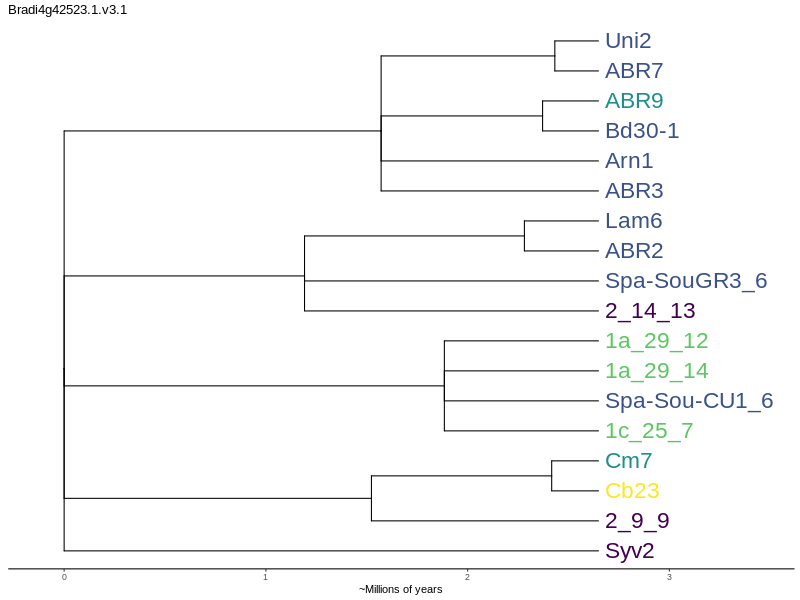 Bradi4g42523.1.v3.1
Uni2
ABR7
ABR9
Bd30-1
Arn1
ABR3
Lam6
ABR2
Spa-SouGR3_6
2_14_13
1a_29_12
1a_29_14
Spa-Sou-CU1_6
1c_25_7
Cm7
Cb23
2_9_9
Syv2
0 1 2 3
~Millions of years